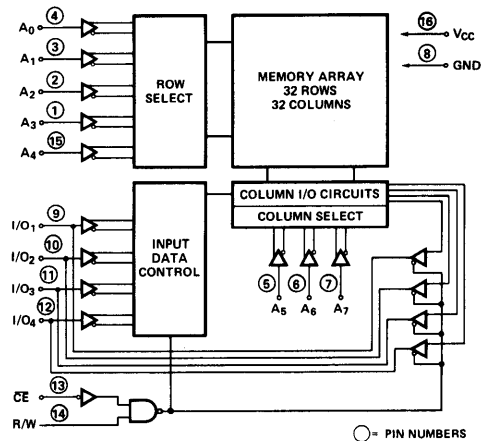 A0 4
A1 3
A2 2
A3 1
A4 15
ROW
SELECT
MEMORY ARRAY
32 ROWS
32 COLUMNS
16 VCC
8 GND
I/O1 9
I/O2 10
I/O3 11
I/O4 12
INPUT
DATA
CONTROL
COLUMN I/O CIRCUITS
COLUMN SELECT
5 6 7
A5 A6 A7
C̅E̅ 13
R/W 14
= PIN NUMBERS